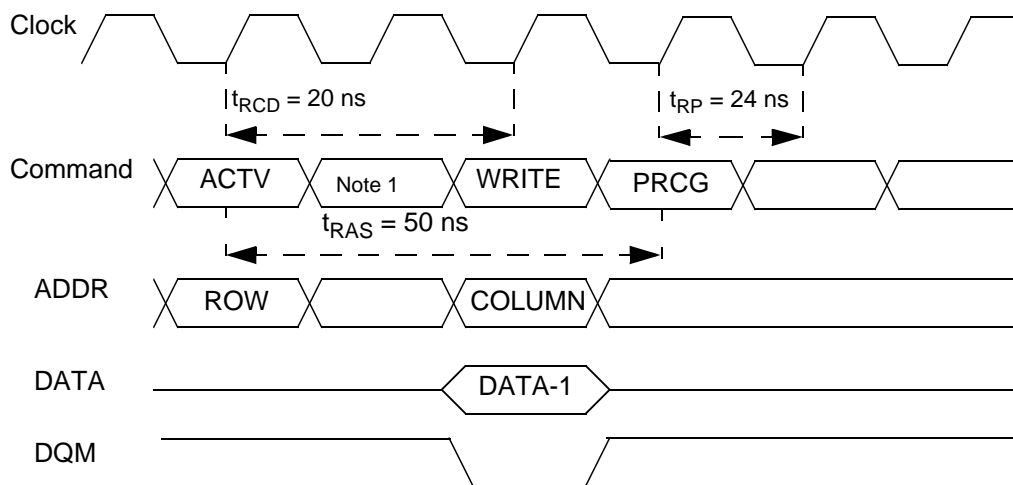 Clock
tRCD = 20 ns
tRP = 24 ns
Command
ACTV
Note 1
WRITE
PRCG
tRAS = 50 ns
ADDR
ROW
COLUMN
DATA
DATA-1
DQM